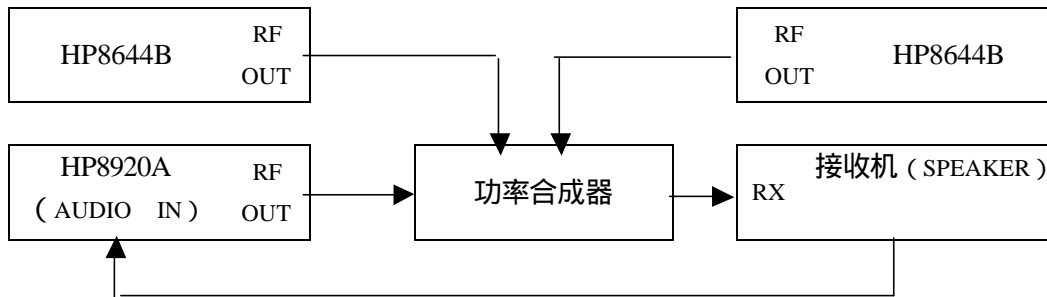 HP8644B
RF
OUT
RF
OUT
HP8644B
HP8920A
（AUDIO IN）
RF
OUT
功率合成器
RX
接收机（SPEAKER）